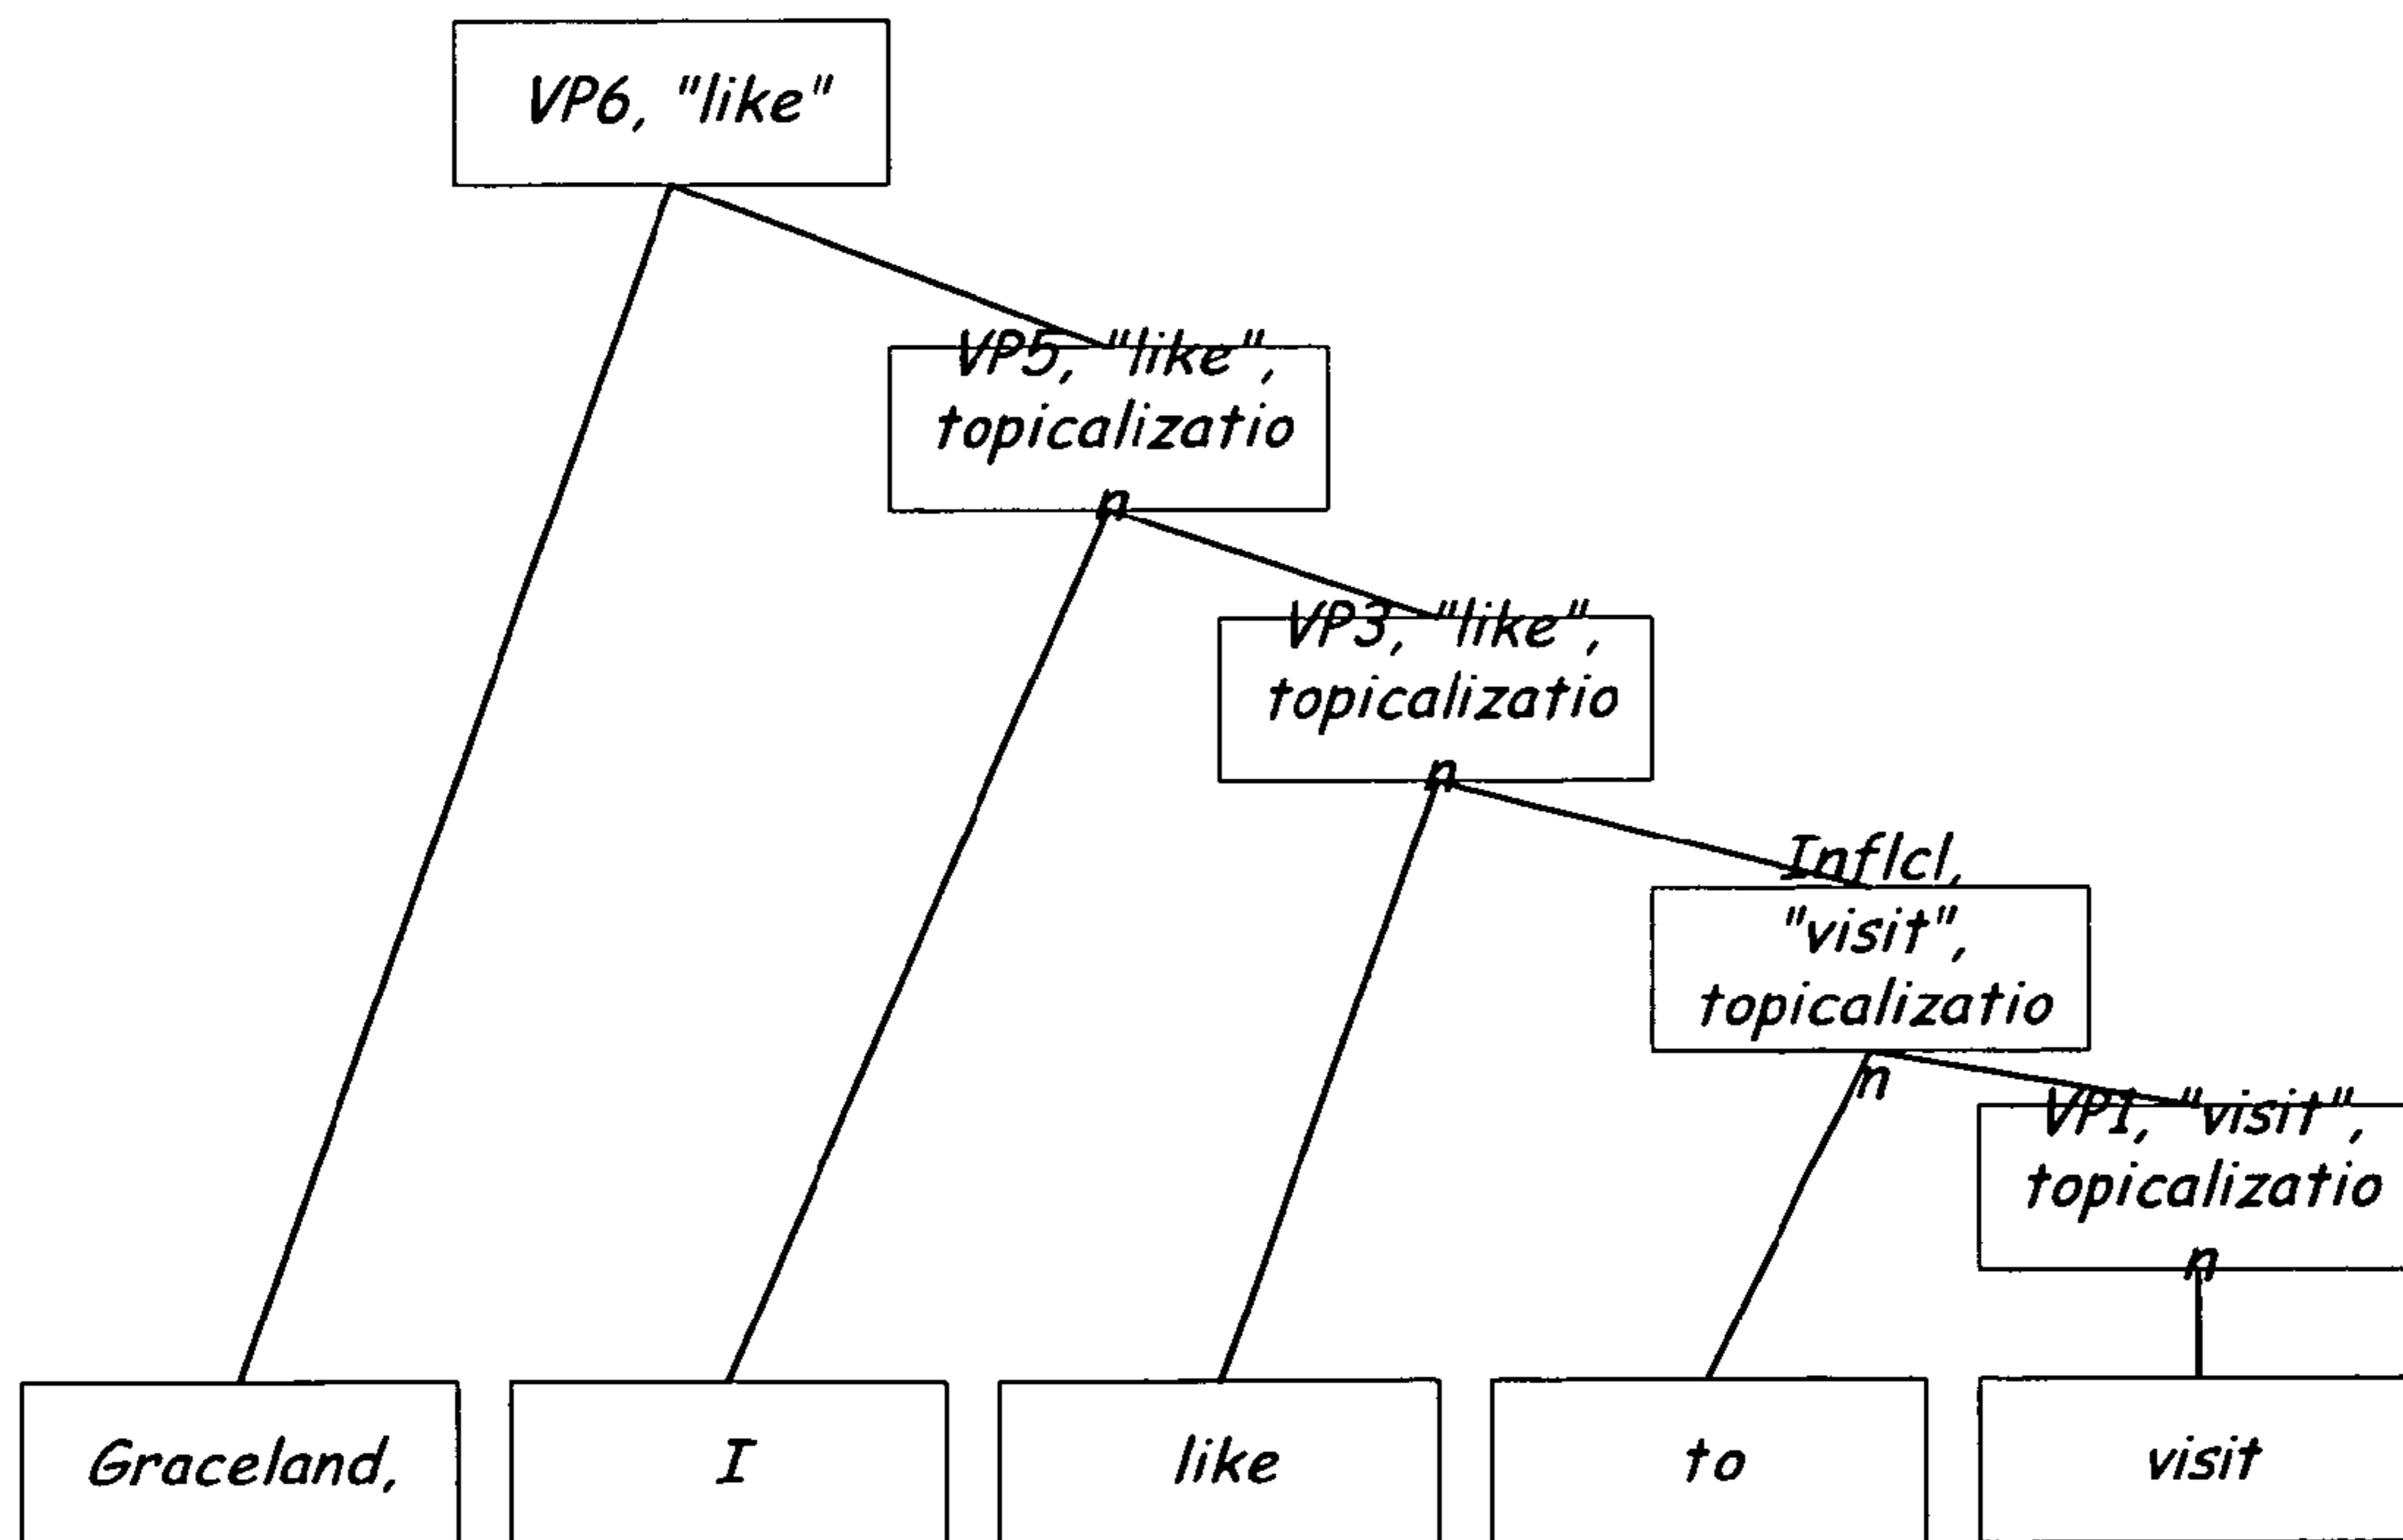 VP6, "like"
VP5, "like",
topicalizatio
n
VP3, "like",
topicalizatio
n
Inflcl,
"visit",
topicalizatio
n
VP1, "visit",
topicalizatio
n
Graceland,
I
like
to
visit